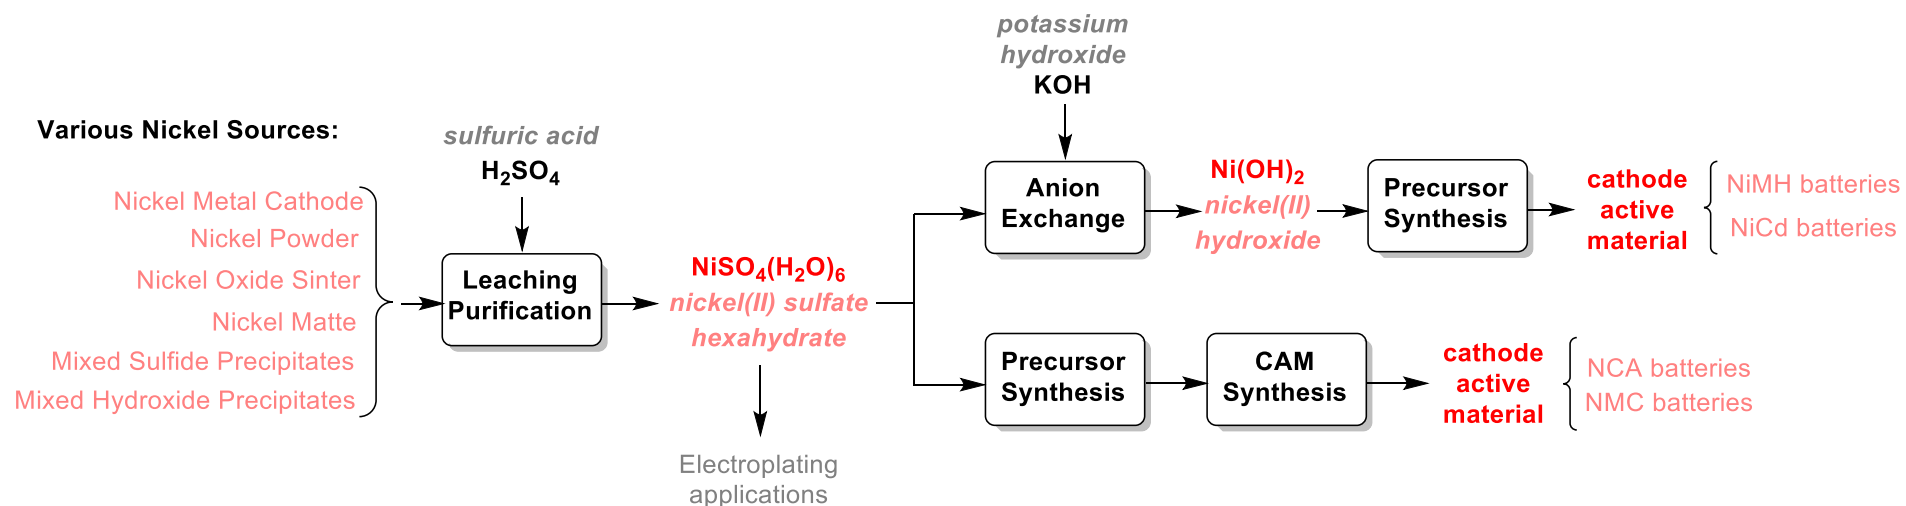 Various Nickel Sources:
Nickel Metal Cathode
Nickel Powder
Nickel Oxide Sinter
Nickel Matte
Mixed Sulfide Precipitates
Mixed Hydroxide Precipitates
sulfuric acid
H₂SO₄
Leaching
Purification
NiSO₄(H₂O)₆
nickel(II) sulfate
hexahydrate
Electroplating
applications
potassium
hydroxide
KOH
Anion
Exchange
Ni(OH)₂
nickel(II)
hydroxide
Precursor
Synthesis
cathode
active
material
NiMH batteries
NiCd batteries
Precursor
Synthesis
CAM
Synthesis
cathode
active
material
NCA batteries
NMC batteries